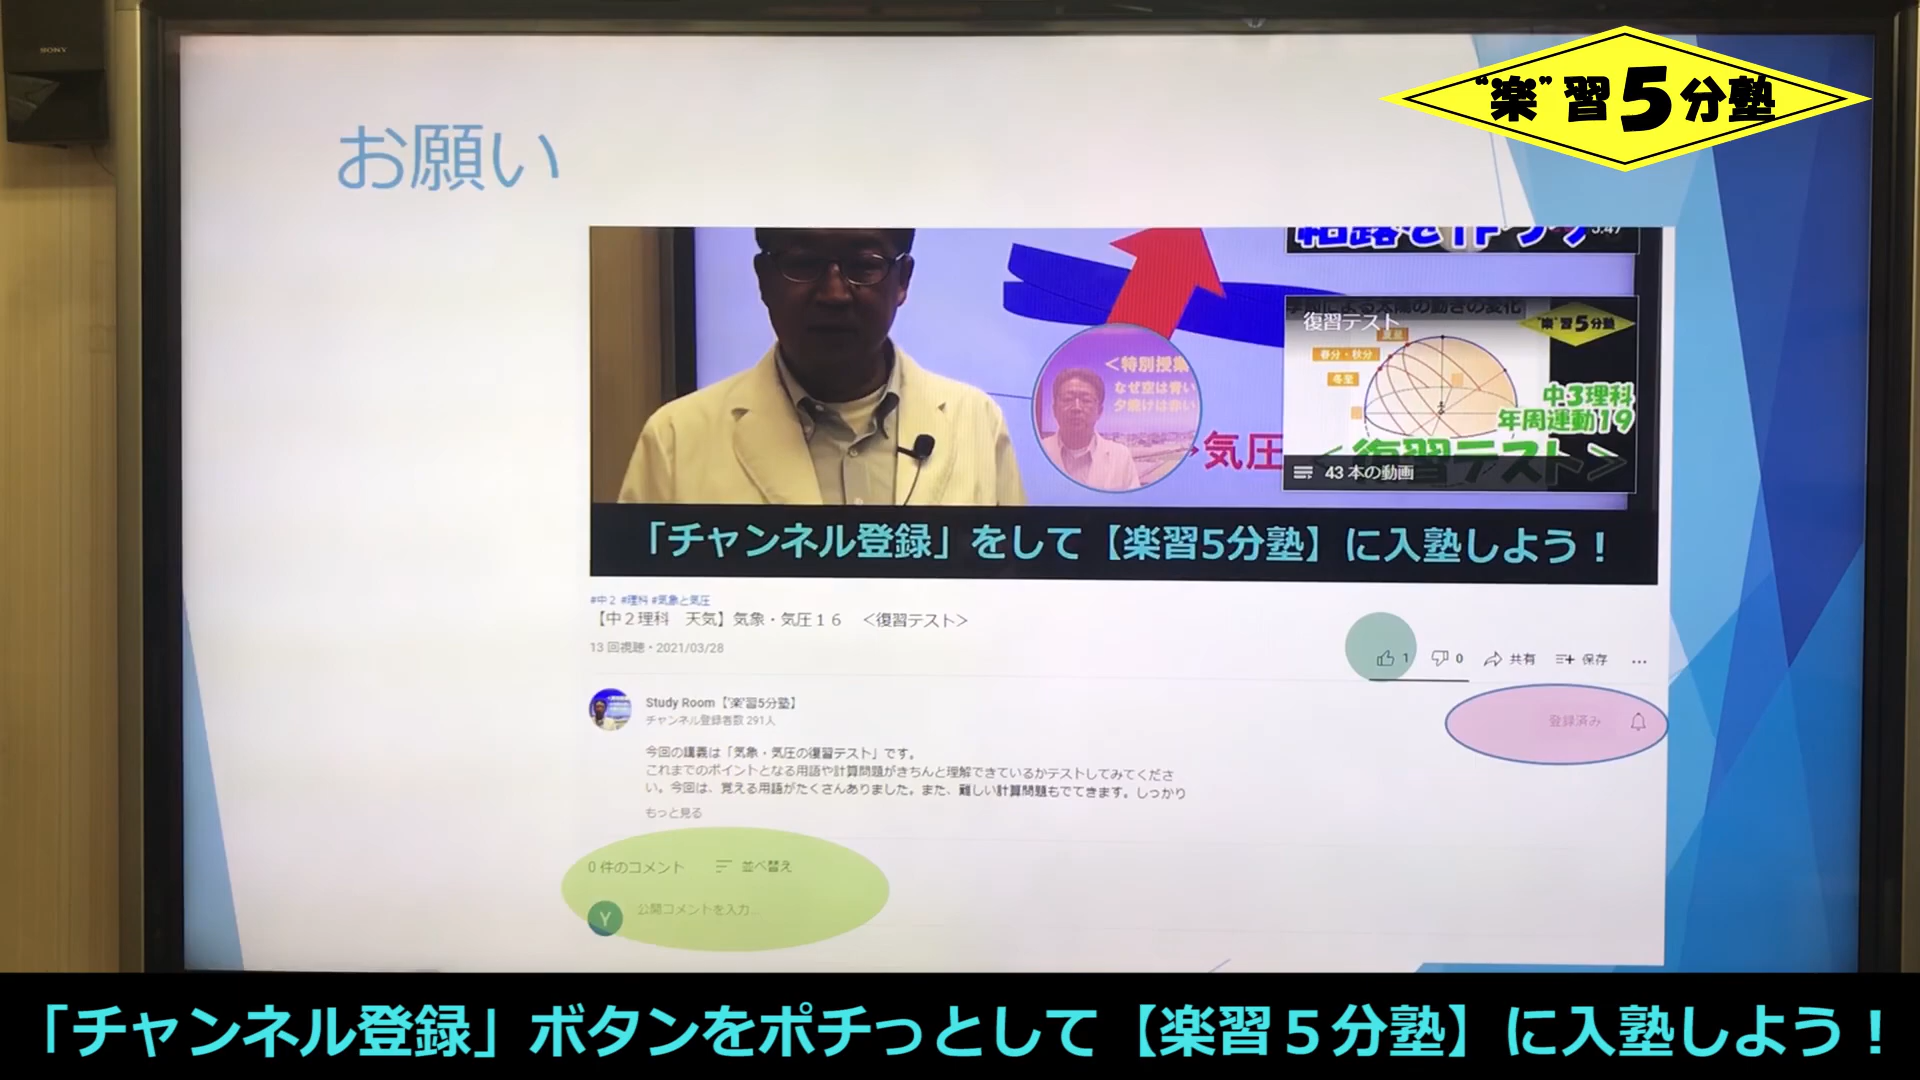 SONY
“楽”習5分塾
お願い
5:47
復習テスト
“楽”習5分塾
春分・秋分
冬至
<特別授業
なぜ空は青い
夕焼けは赤い
中3理科
年周運動19
気圧
<復習テスト>
43 本の動画
「チャンネル登録」をして【楽習5分塾】に入塾しよう！
#中２ #理科 #気象と気圧
【中２理科　天気】気象・気圧１６　＜復習テスト＞
13 回視聴・2021/03/28
1 0 共有 保存 …
Study Room【“楽”習5分塾】
チャンネル登録者数 291人
登録済み
今回の講義は「気象・気圧の復習テスト」です。
これまでのポイントとなる用語や計算問題がきちんと理解できているかテストしてみてくださ
い。今回は、覚える用語がたくさんありました。また、難しい計算問題もでてきます。しっかり
もっと見る
0 件のコメント 並べ替え
Y 公開コメントを入力...
「チャンネル登録」ボタンをポチっとして【楽習５分塾】に入塾しよう！